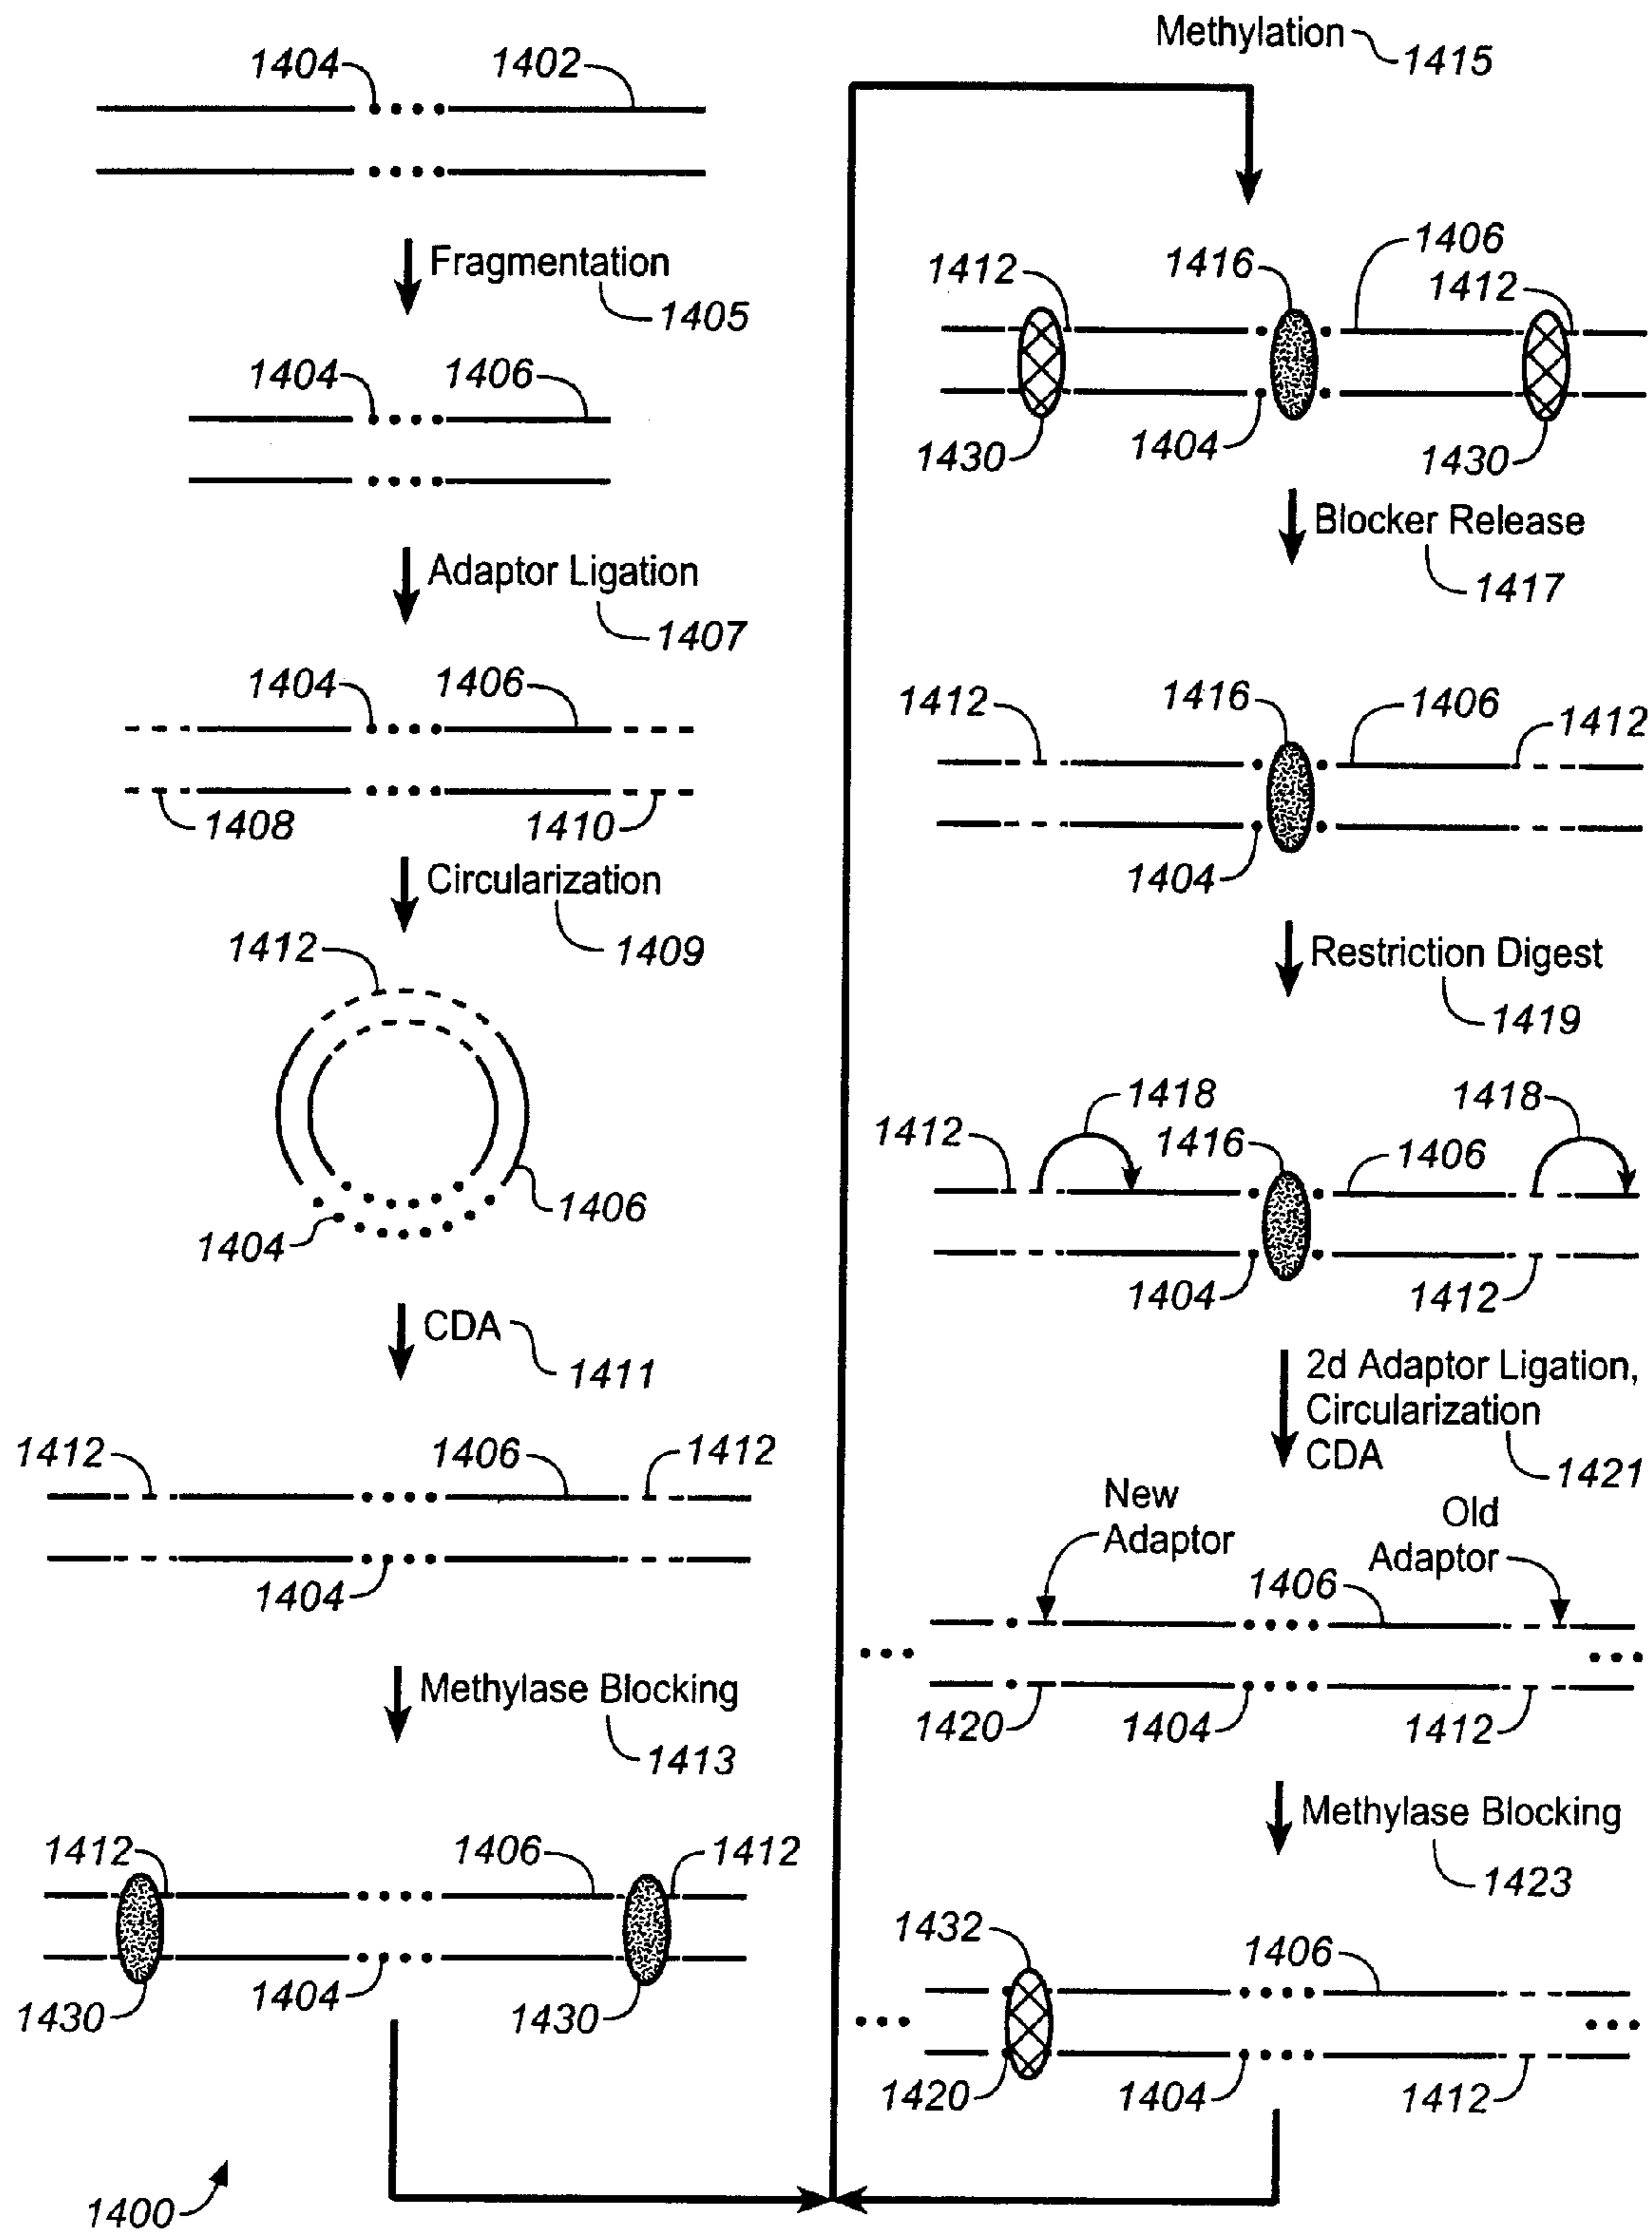 1404 1402
Fragmentation
1405
1404 1406
Adaptor Ligation
1407
1404 1406
1408 1410
Circularization
1409
1412
1406
1404
CDA
1411
1412 1406 1412
1404
Methylase Blocking
1413
1412 1406 1412
1430 1404 1430
1400
Methylation
1415
1406
1412 1416 1412
1430 1404 1430
Blocker Release
1417
1412 1416 1406 1412
1404
Restriction Digest
1419
1418 1418
1412 1416 1406
1404 1412
2d Adaptor Ligation,
Circularization
CDA
1421
New
Adaptor
Old
Adaptor
1406
1420 1404 1412
Methylase Blocking
1423
1432 1406
1420 1404 1412